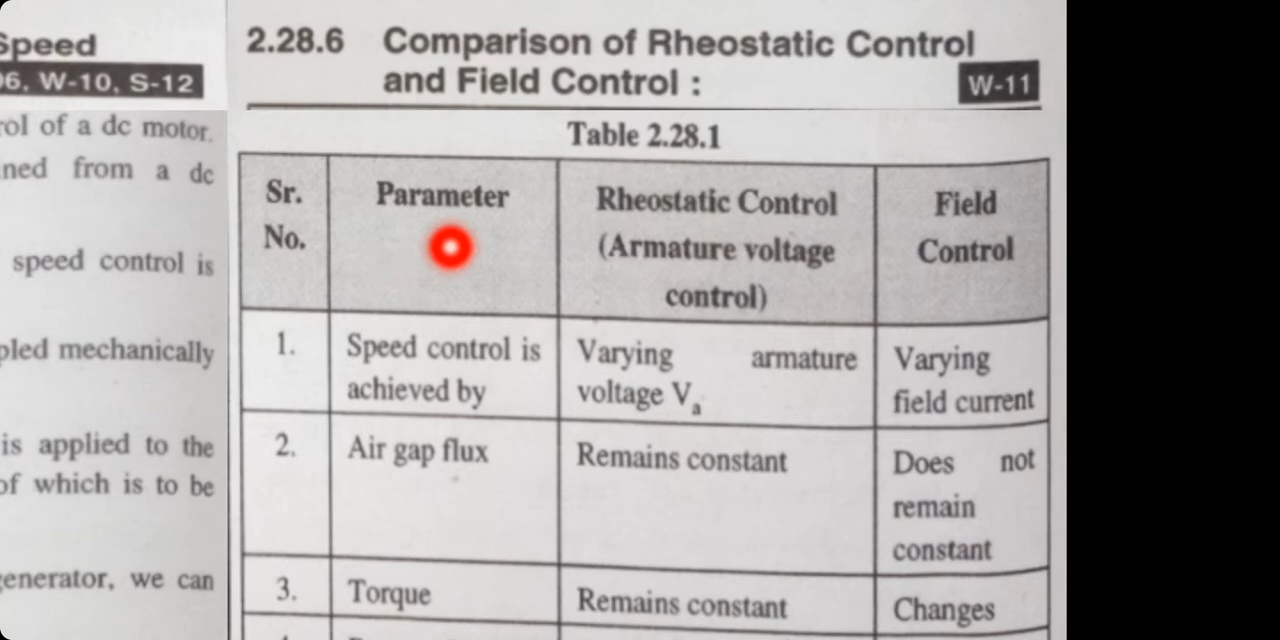 Speed
06, W-10, S-12
rol of a dc motor.
ned from a dc
speed control is
pled mechanically
is applied to the
of which is to be
generator, we can
2.28.6 Comparison of Rheostatic Control
and Field Control :
W-11
Table 2.28.1
Sr. No.
Parameter
Rheostatic Control
(Armature voltage
control)
Field
Control
1.
Speed control is
achieved by
Varying armature
voltage Va
Varying
field current
2.
Air gap flux
Remains constant
Does not
remain
constant
3.
Torque
Remains constant
Changes